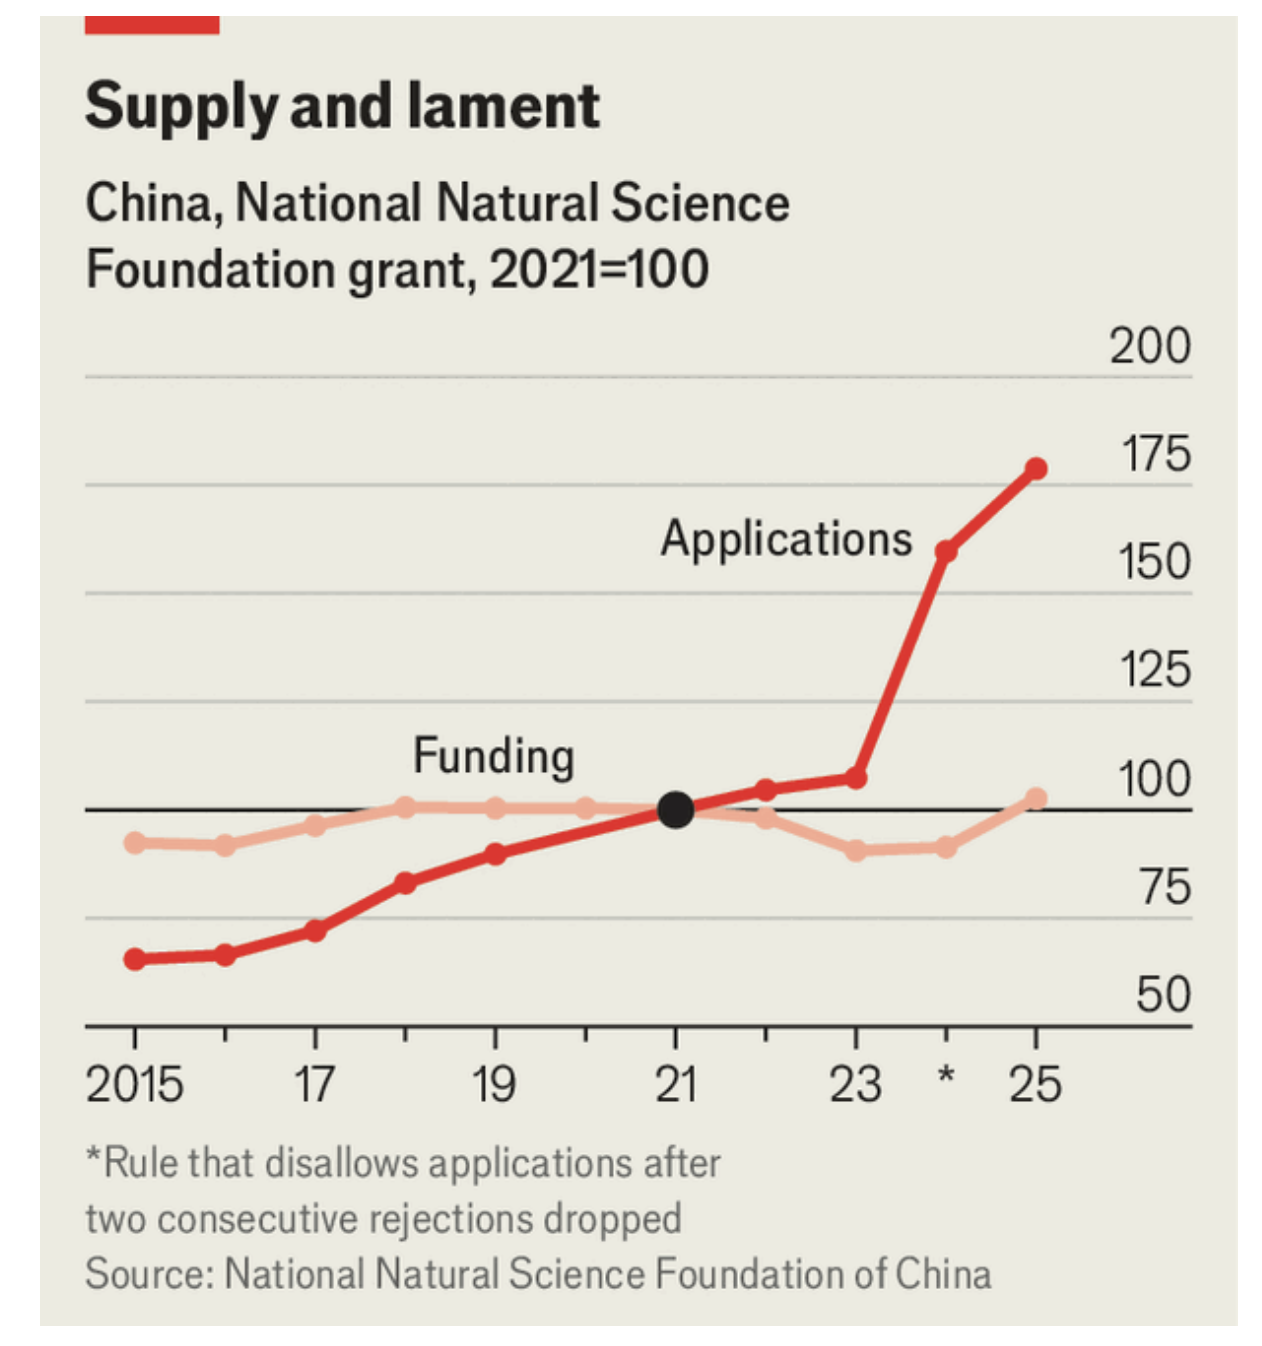 Supply and lament
China, National Natural Science
Foundation grant, 2021=100
200
175
Applications
150
125
Funding
100
75
50
2015 17 19 21 23 * 25
*Rule that disallows applications after
two consecutive rejections dropped
Source: National Natural Science Foundation of China